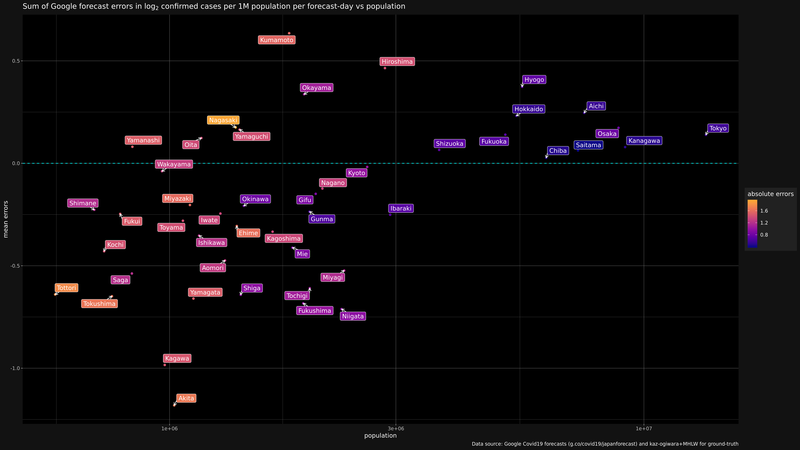 Sum of Google forecast errors in log2 confirmed cases per 1M population per forecast-day vs population
Kumamoto
Hiroshima
0.5
Hyogo
Okayama
Aichi
Hokkaido
Nagasaki
Tokyo
Osaka
Yamaguchi
Yamanashi
Oita
Shizuoka
Fukuoka
Kanagawa
Saitama
Chiba
Wakayama
0.0
Kyoto
Nagano
Miyazaki
Okinawa
Gifu
Shimane
Ibaraki
absolute errors
1.6
1.2
0.8
Fukui
Iwate
Gunma
Toyama
Ehime
mean errors
Kagoshima
Ishikawa
Kochi
Mie
Aomori
-0.5
Saga
Miyagi
Tottori
Shiga
Yamagata
Tochigi
Tokushima
Fukushima
Niigata
Kagawa
-1.0
Akita
1e+06
3e+06
1e+07
population
Data source: Google Covid19 forecasts (g.co/covid19/japanforecast) and kaz-ogiwara+MHLW for ground-truth